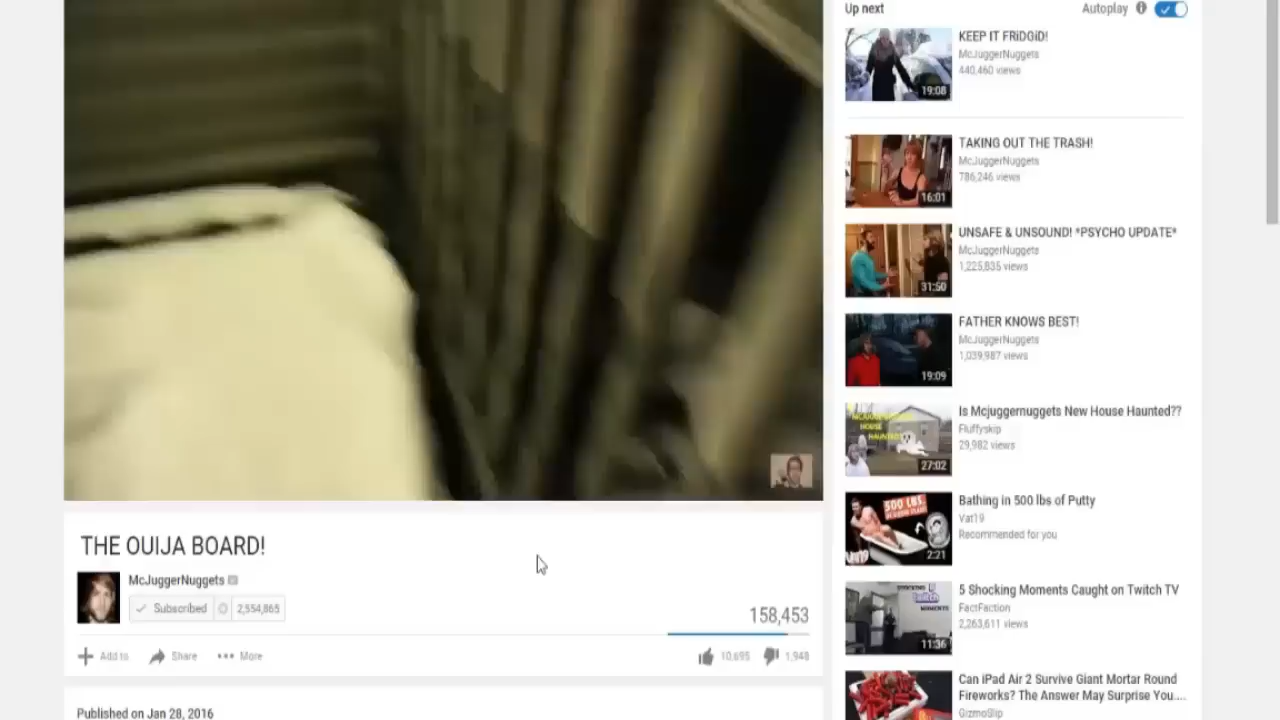 Up next
Autoplay
KEEP IT FRiDGiD!
McJuggerNuggets
440,460 views
19:08
TAKING OUT THE TRASH!
McJuggerNuggets
786,246 views
16:01
UNSAFE & UNSOUND! *PSYCHO UPDATE*
McJuggerNuggets
1,225,835 views
31:50
FATHER KNOWS BEST!
McJuggerNuggets
1,039,987 views
19:09
Is Mcjuggernuggets New House Haunted??
Fluffyskip
29,982 views
HOUSE
27:02
Bathing in 500 lbs of Putty
Vat19
Recommended for you
500 LBS.
2:21
5 Shocking Moments Caught on Twitch TV
FactFaction
2,263,611 views
SHOCKING
twitch
MOMENTS
11:36
Can iPad Air 2 Survive Giant Mortar Round
Fireworks? The Answer May Surprise You....
GizmoSlip
THE OUIJA BOARD!
McJuggerNuggets
Subscribed 2,554,865
158,453
Add to Share More
10,695 1,948
Published on Jan 28, 2016